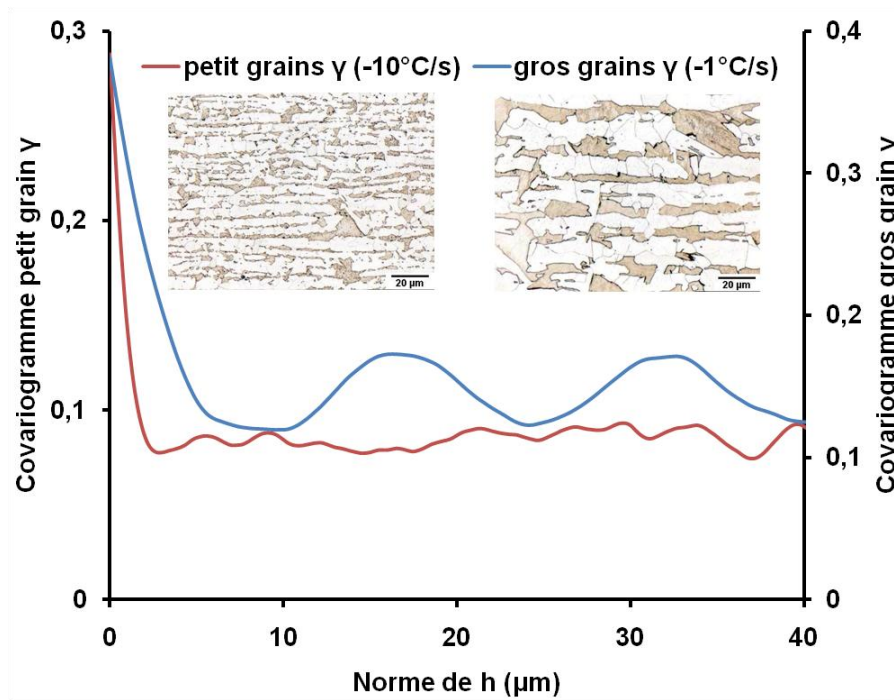 0,3
0,2
0,1
0
Covariogramme petit grain γ
petit grains γ (-10°C/s)
gros grains γ (-1°C/s)
20 µm
20 µm
0,4
0,3
0,2
0,1
0
Covariogramme gros grain γ
0
10
20
30
40
Norme de h (µm)